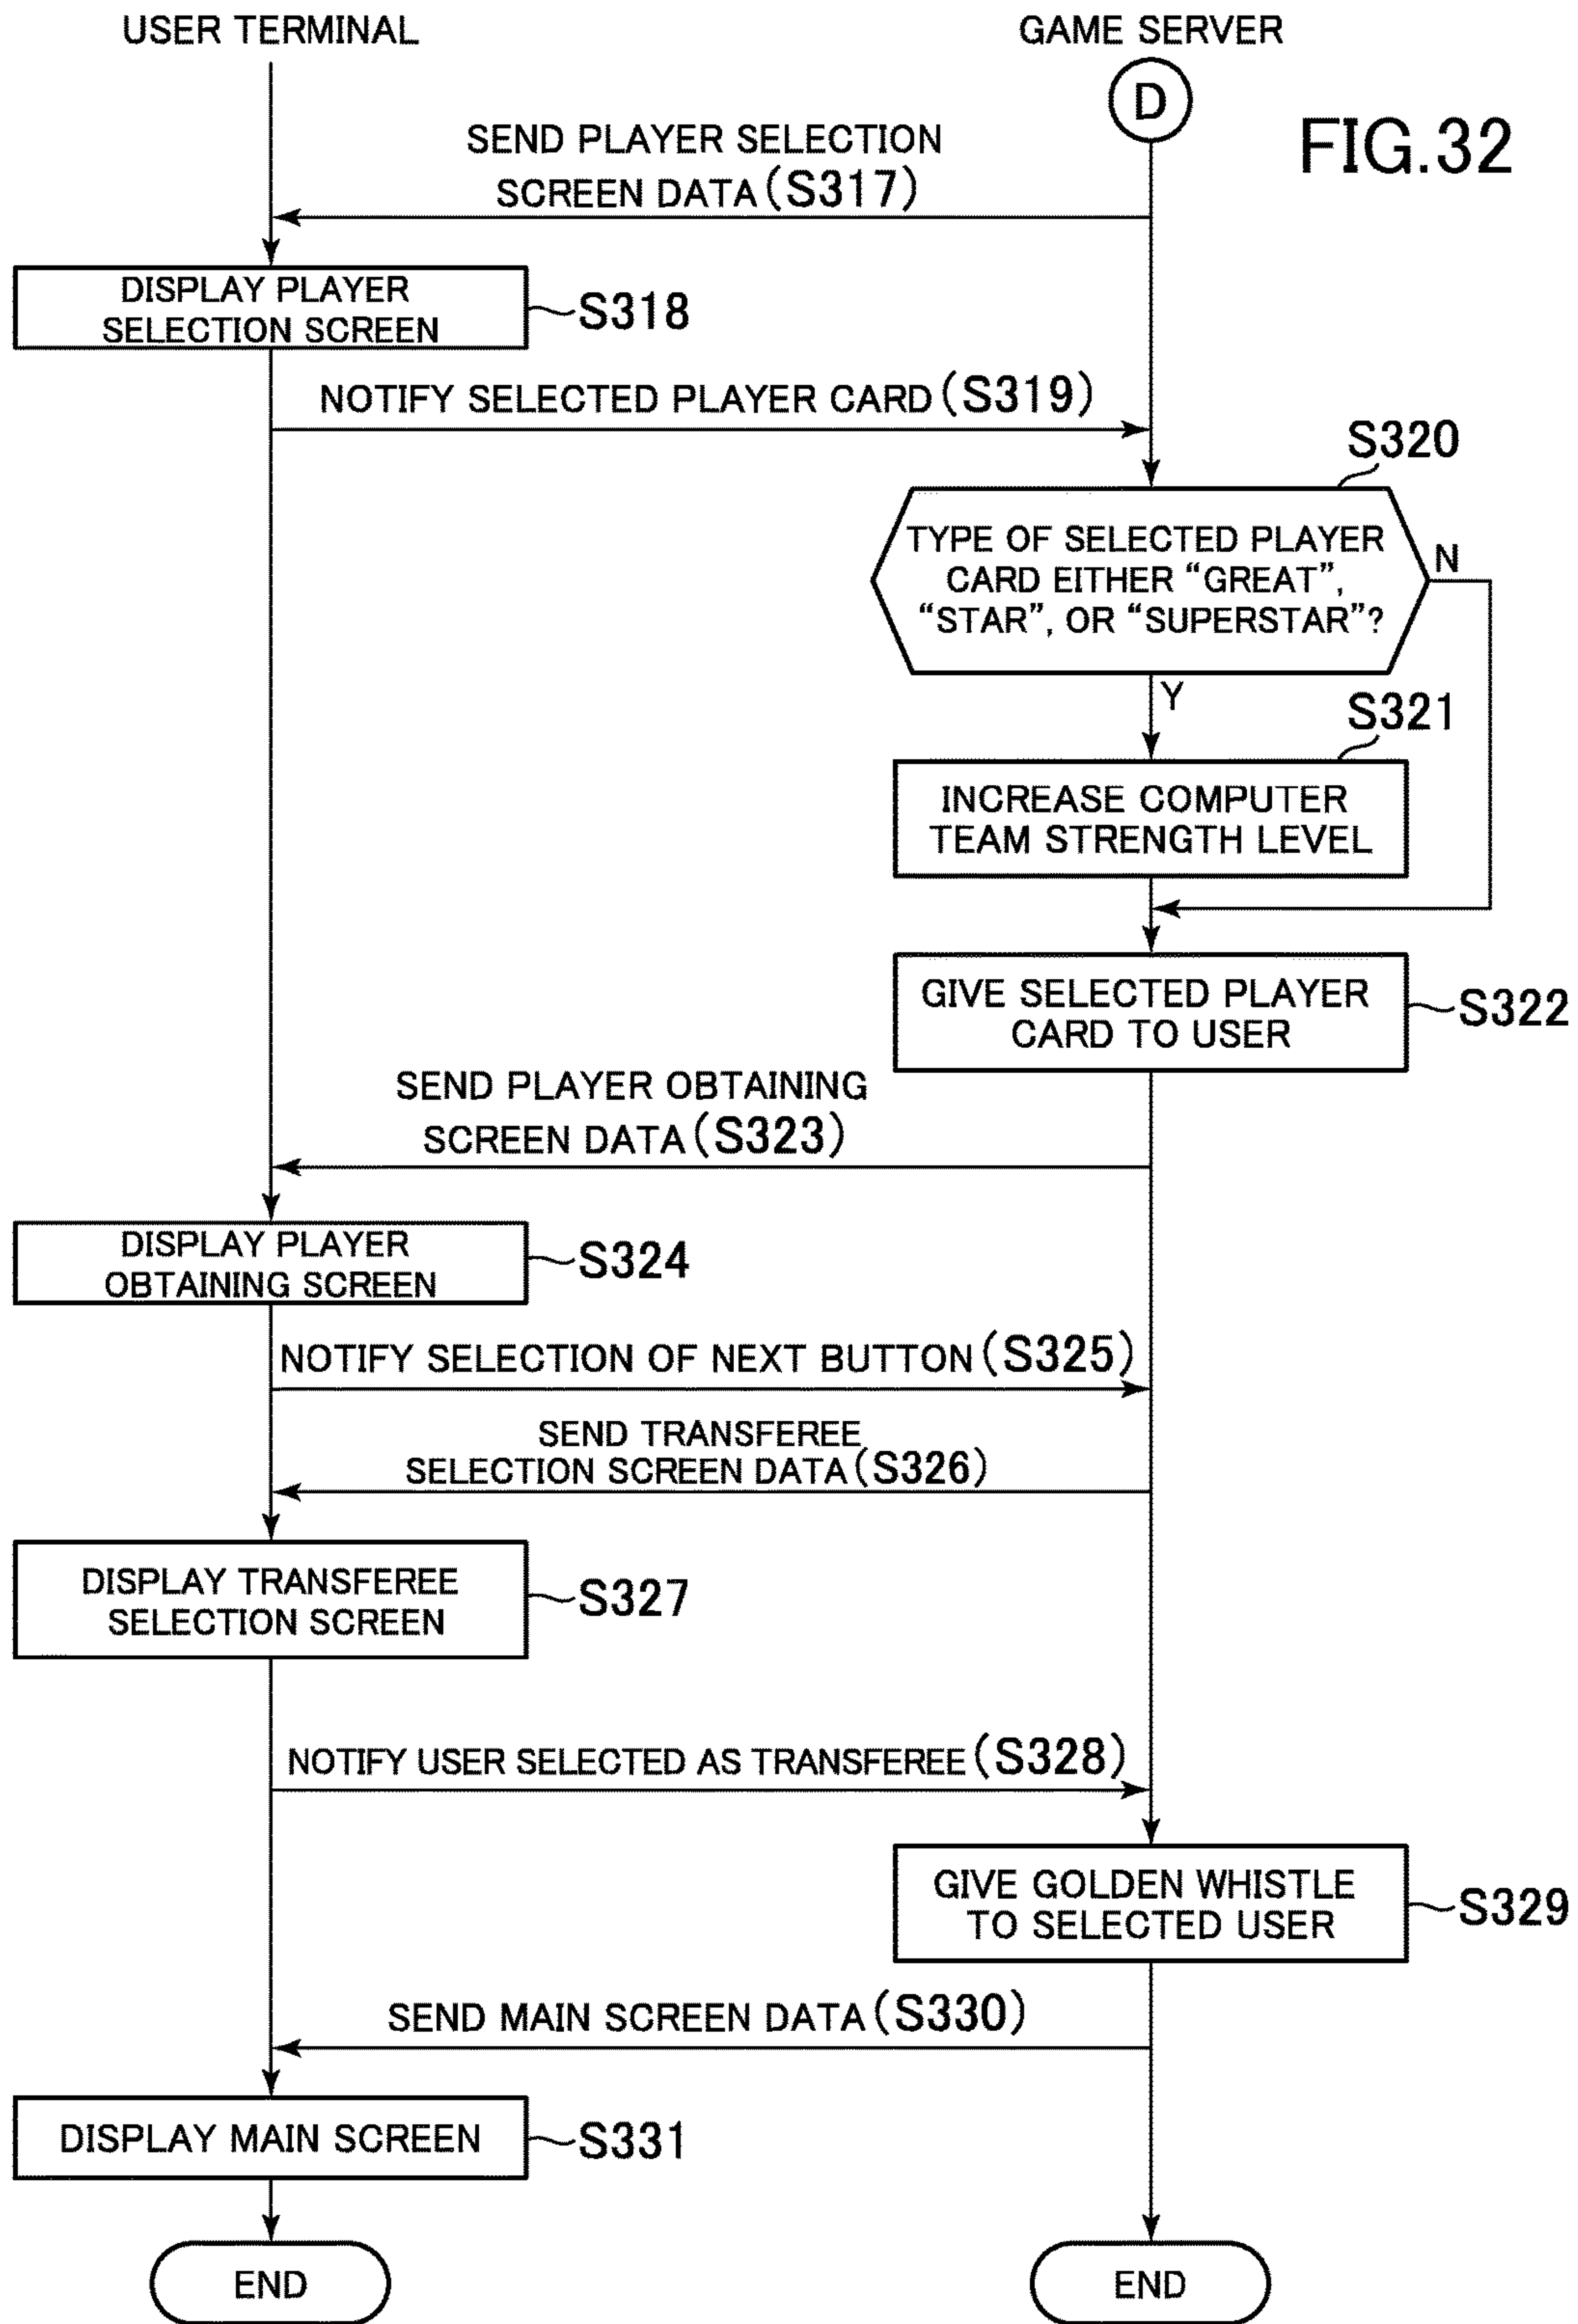 USER TERMINAL
GAME SERVER
D
FIG.32
SEND PLAYER SELECTION
SCREEN DATA(S317)
DISPLAY PLAYER
SELECTION SCREEN
S318
NOTIFY SELECTED PLAYER CARD(S319)
S320
TYPE OF SELECTED PLAYER
CARD EITHER “GREAT”,
“STAR”, OR “SUPERSTAR”?
N
Y
S321
INCREASE COMPUTER
TEAM STRENGTH LEVEL
GIVE SELECTED PLAYER
CARD TO USER
S322
SEND PLAYER OBTAINING
SCREEN DATA(S323)
DISPLAY PLAYER
OBTAINING SCREEN
S324
NOTIFY SELECTION OF NEXT BUTTON(S325)
SEND TRANSFEREE
SELECTION SCREEN DATA(S326)
DISPLAY TRANSFEREE
SELECTION SCREEN
S327
NOTIFY USER SELECTED AS TRANSFEREE(S328)
GIVE GOLDEN WHISTLE
TO SELECTED USER
S329
SEND MAIN SCREEN DATA(S330)
DISPLAY MAIN SCREEN
S331
END
END